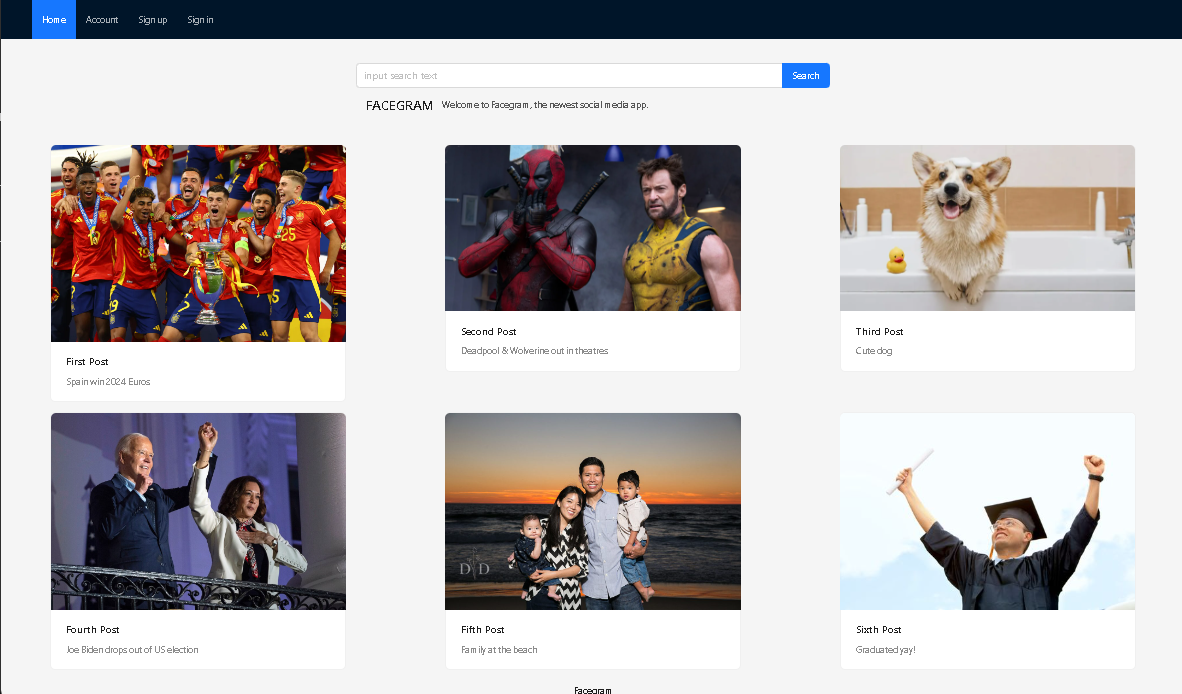 Home Account Sign up Sign in
input search text Search
FACEGRAM Welcome to Facegram, the newest social media app.
First Post
Spain win 2024 Euros
Second Post
Deadpool & Wolverine out in theatres
Third Post
Cute dog
Fourth Post
Joe Biden drops out of US election
D D
Fifth Post
Family at the beach
Sixth Post
Graduated yay!
Facegram